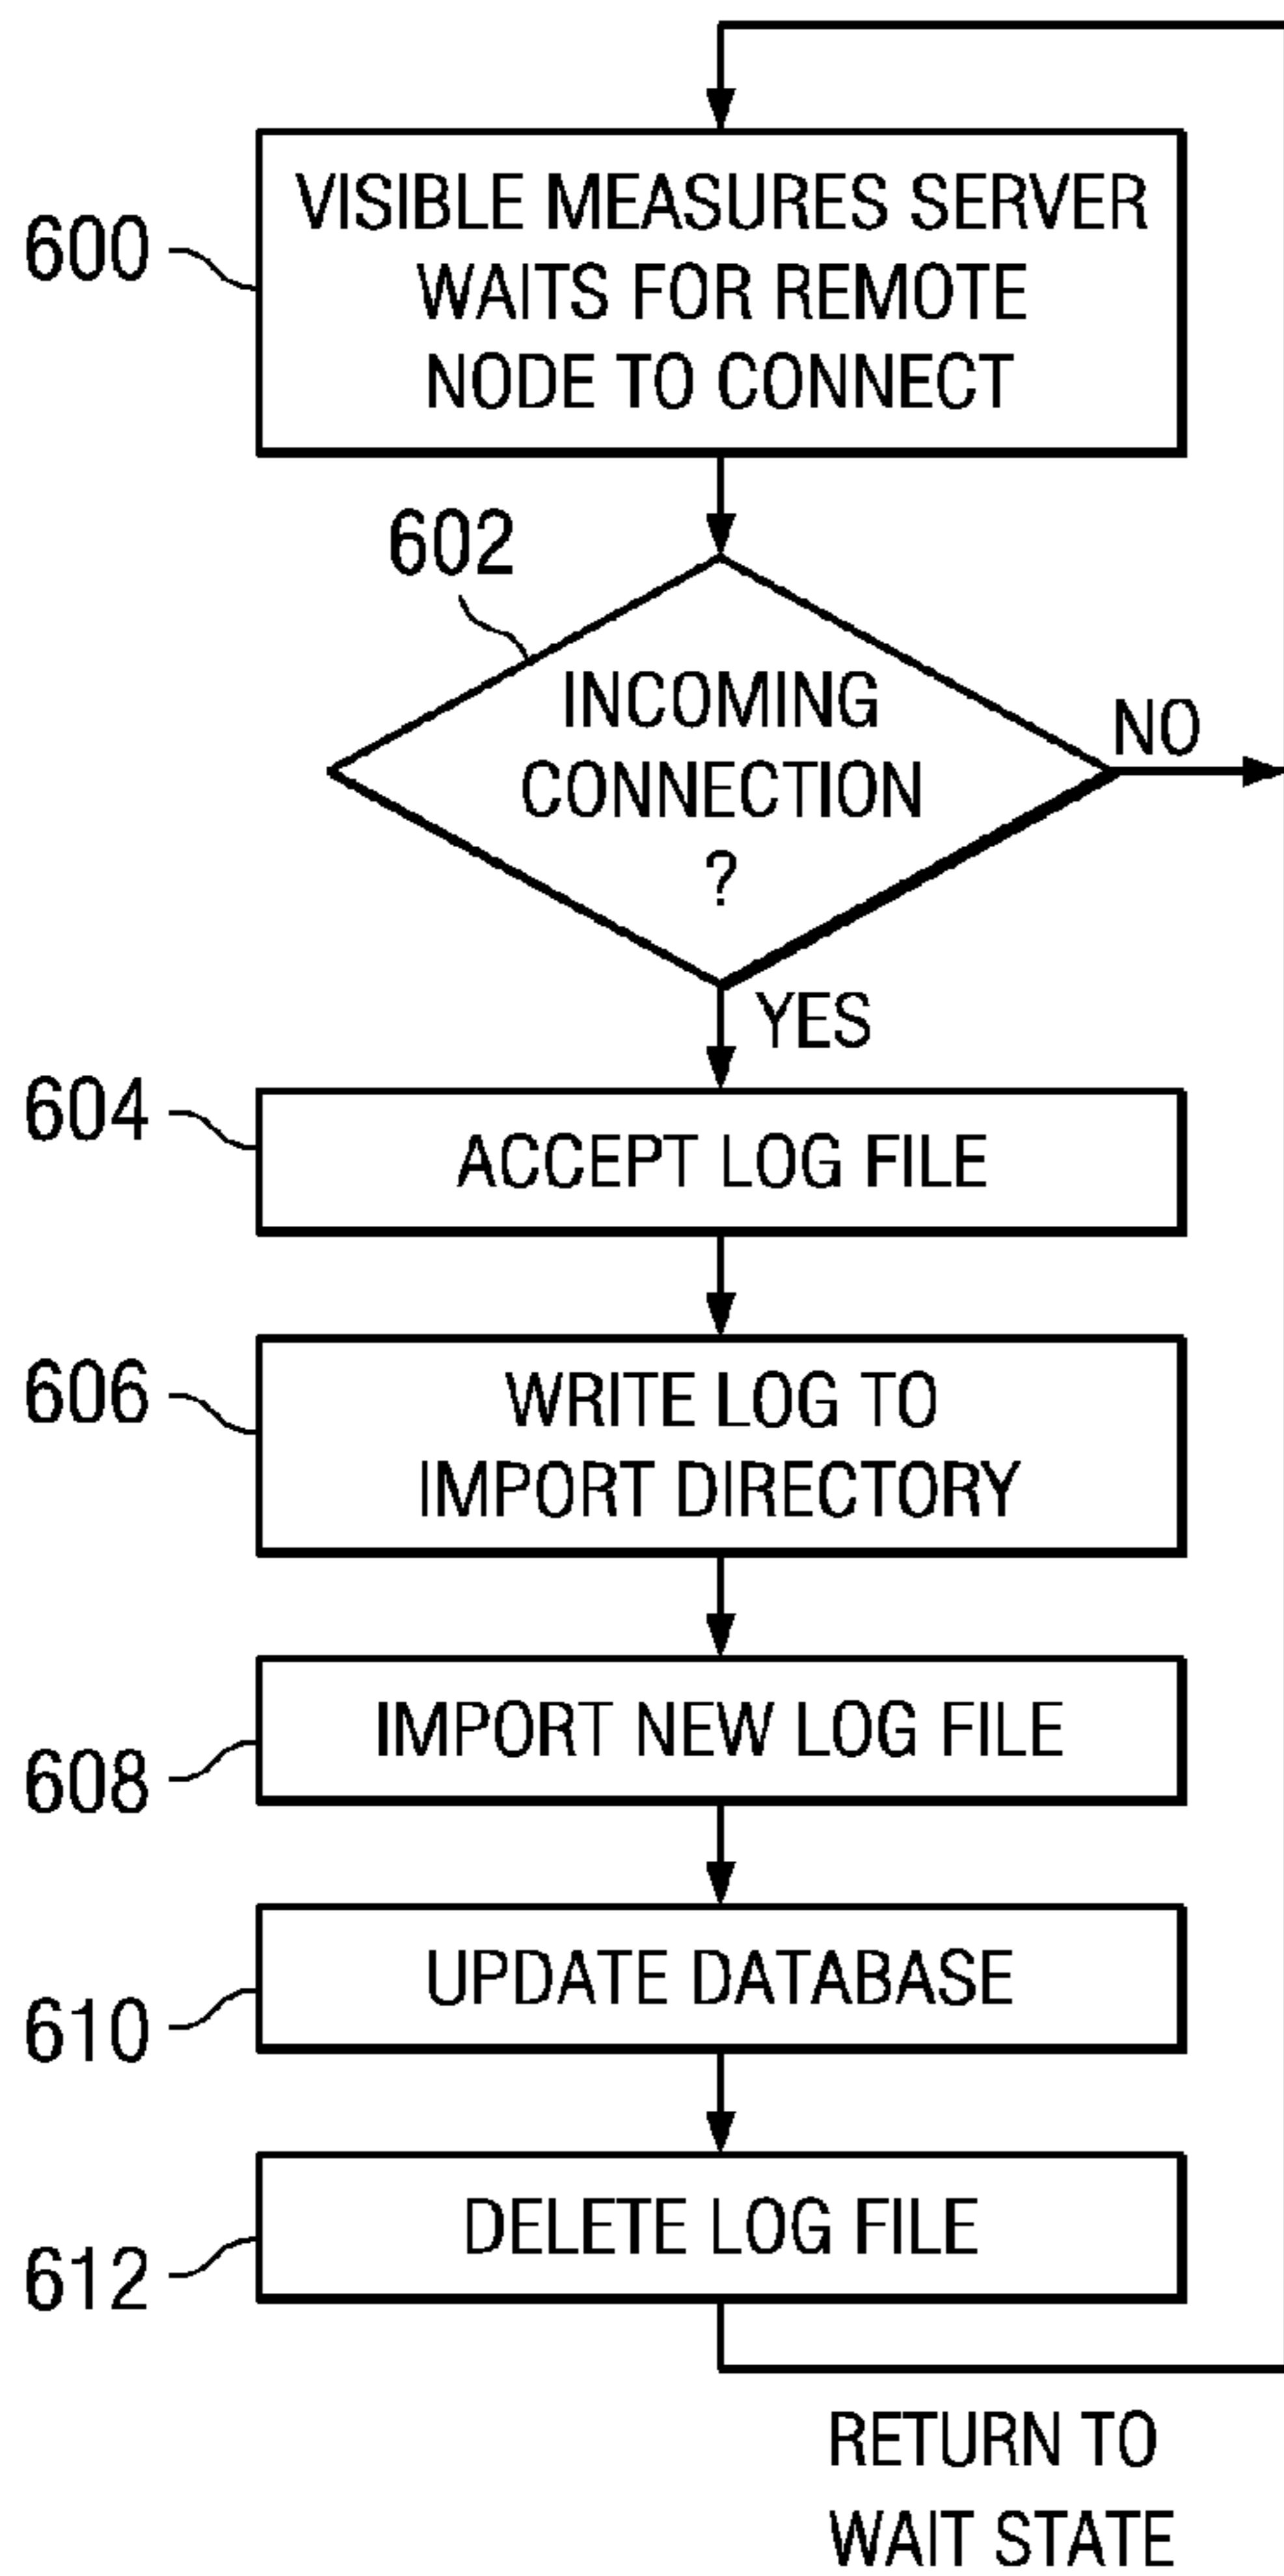 600
VISIBLE MEASURES SERVER
WAITS FOR REMOTE
NODE TO CONNECT
602
INCOMING
CONNECTION
?
NO
YES
604
ACCEPT LOG FILE
606
WRITE LOG TO
IMPORT DIRECTORY
608
IMPORT NEW LOG FILE
610
UPDATE DATABASE
612
DELETE LOG FILE
RETURN TO
WAIT STATE